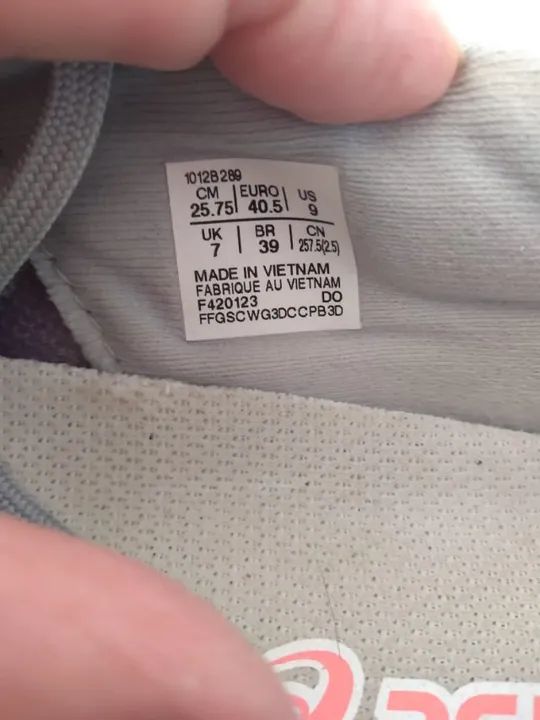 1012B289
CM EURO US
25.75 40.5 9
UK BR CN
7 39 257.5(2.5)
MADE IN VIETNAM
FABRIQUE AU VIETNAM
F420123 DO
FFGSCWG3DCCPB3D